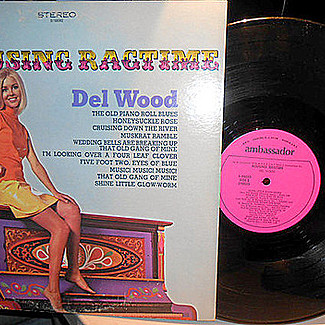 STEREO
SING RAGTIME
Del Wood
THE OLD PIANO ROLL BLUES
HONEYSUCKLE ROSE
CRUISING DOWN THE RIVER
MUSKRAT RAMBLE
WEDDING BELLS ARE BREAKING UP
THAT OLD GANG OF MINE
I'M LOOKING OVER A FOUR LEAF CLOVER
FIVE FOOT TWO, EYES OF BLUE
MUSIC! MUSIC! MUSIC!
THAT OLD GANG OF MINE
SHINE LITTLE GLOW-WORM
ambassador